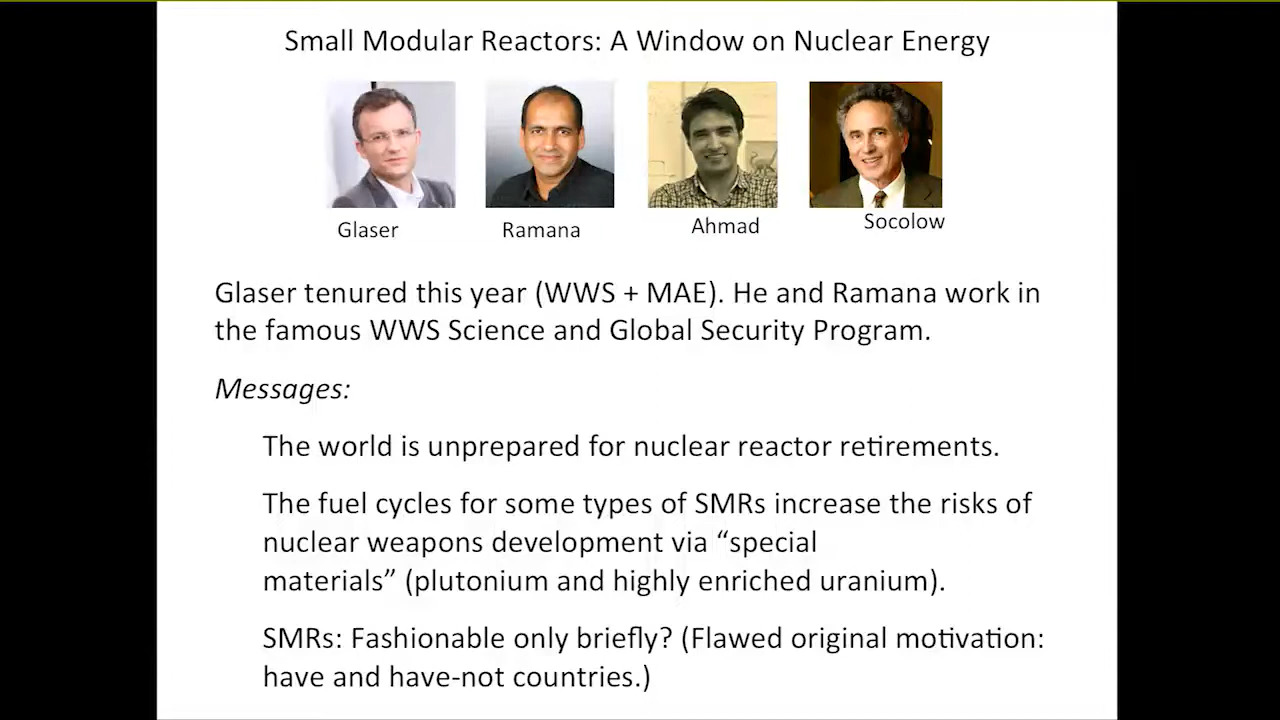 Small Modular Reactors: A Window on Nuclear Energy
Glaser
Ramana
Ahmad
Socolow
Glaser tenured this year (WWS + MAE). He and Ramana work in
the famous WWS Science and Global Security Program.
Messages:
The world is unprepared for nuclear reactor retirements.
The fuel cycles for some types of SMRs increase the risks of
nuclear weapons development via “special
materials” (plutonium and highly enriched uranium).
SMRs: Fashionable only briefly? (Flawed original motivation:
have and have-not countries.)